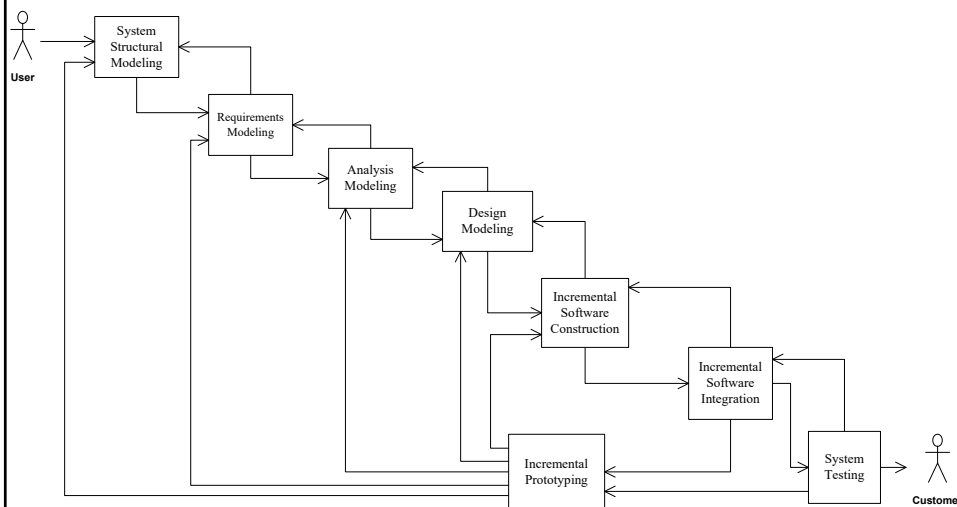 System
Structural
Modeling
User
Requirements
Modeling
Analysis
Modeling
Design
Modeling
Incremental
Software
Construction
Incremental
Software
Integration
Incremental
Prototyping
System
Testing
Custome